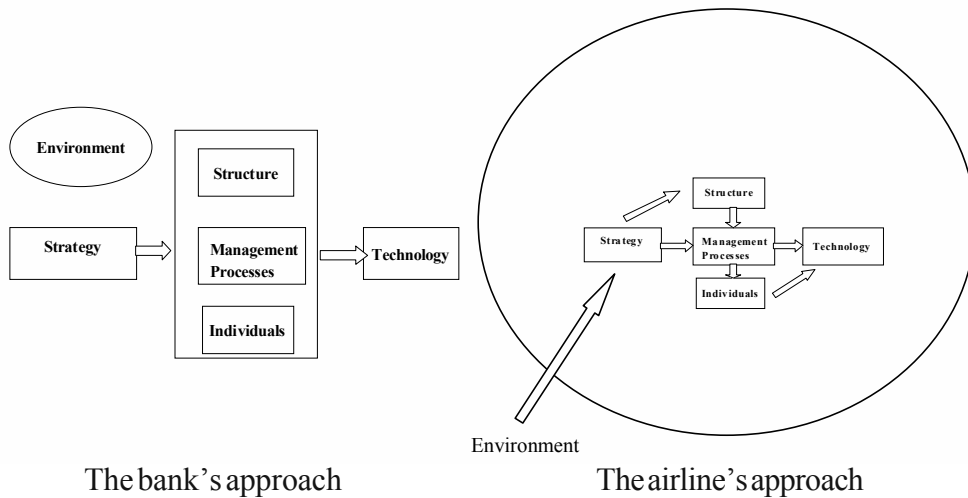 Environment
Structure
Strategy
Management
Processes
Technology
Individuals
The bank's approach
Structure
Strategy
Management
Processes
Technology
Individuals
Environment
The airline's approach